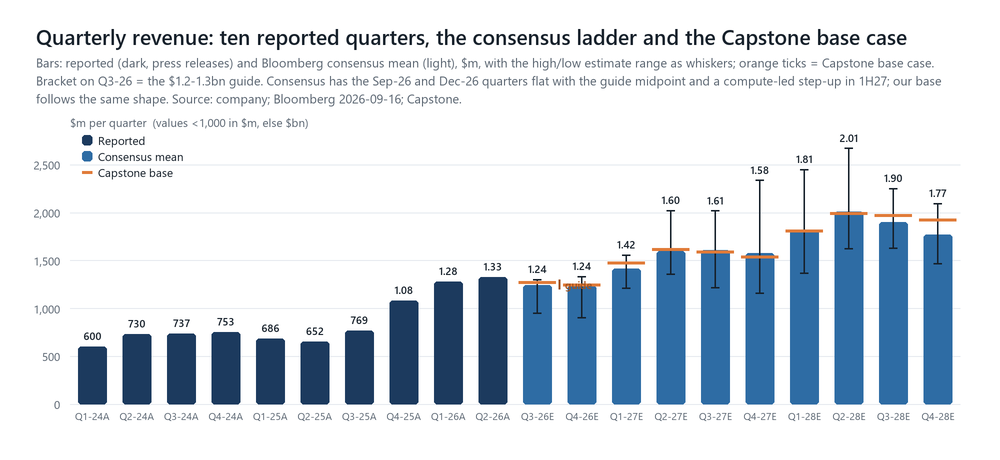 Quarterly revenue: ten reported quarters, the consensus ladder and the Capstone base case
Bars: reported (dark, press releases) and Bloomberg consensus mean (light), $m, with the high/low estimate range as whiskers; orange ticks = Capstone base case.
Bracket on Q3-26 = the $1.2-1.3bn guide. Consensus has the Sep-26 and Dec-26 quarters flat with the guide midpoint and a compute-led step-up in 1H27; our base
follows the same shape. Source: company; Bloomberg 2026-09-16; Capstone.
$m per quarter (values <1,000 in $m, else $bn)
Reported
Consensus mean
Capstone base
2,500
2,000
1,500
1,000
500
0
600
730
737
753
686
652
769
1.08
1.28
1.33
1.24
1.24
1.42
1.60
1.61
1.58
1.81
2.01
1.90
1.77
Q1-24A
Q2-24A
Q3-24A
Q4-24A
Q1-25A
Q2-25A
Q3-25A
Q4-25A
Q1-26A
Q2-26A
Q3-26E
Q4-26E
Q1-27E
Q2-27E
Q3-27E
Q4-27E
Q1-28E
Q2-28E
Q3-28E
Q4-28E